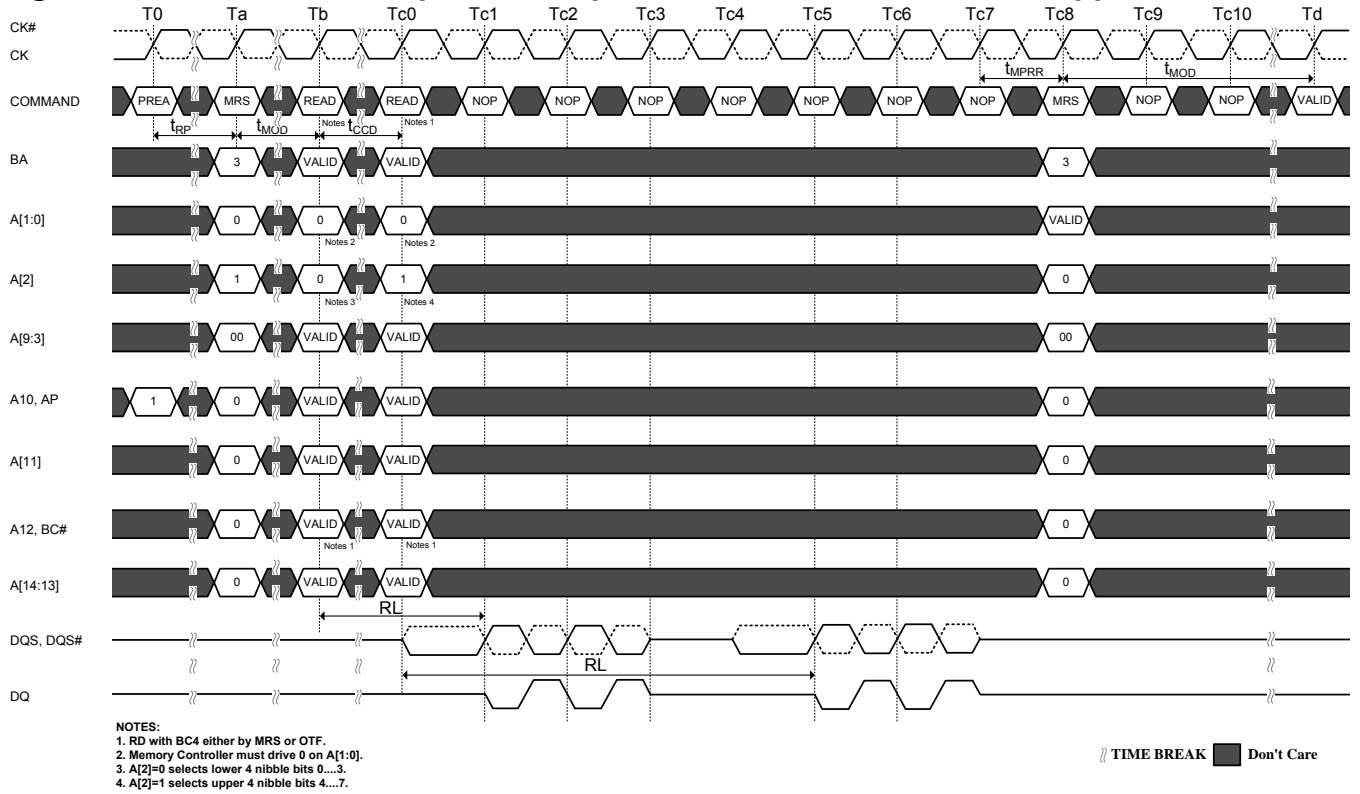 T0 Ta Tb Tc0 Tc1 Tc2 Tc3 Tc4 Tc5 Tc6 Tc7 Tc8 Tc9 Tc10 Td
CK#
CK
tMPRR tMOD
COMMAND PREA MRS READ READ NOP NOP NOP NOP NOP NOP NOP MRS NOP NOP VALID
Notes 1 Notes 1
tRP tMOD tCCD
BA 3 VALID VALID 3
A[1:0] 0 0 0 VALID
Notes 2 Notes 2
A[2] 1 0 1 0
Notes 3 Notes 4
A[9:3] 00 VALID VALID 00
A10, AP 1 0 VALID VALID 0
A[11] 0 VALID VALID 0
A12, BC# 0 VALID VALID 0
Notes 1 Notes 1
A[14:13] 0 VALID VALID 0
RL
DQS, DQS#
RL
DQ
NOTES:
1. RD with BC4 either by MRS or OTF.
2. Memory Controller must drive 0 on A[1:0].
3. A[2]=0 selects lower 4 nibble bits 0....3.
4. A[2]=1 selects upper 4 nibble bits 4....7.
TIME BREAK Don't Care